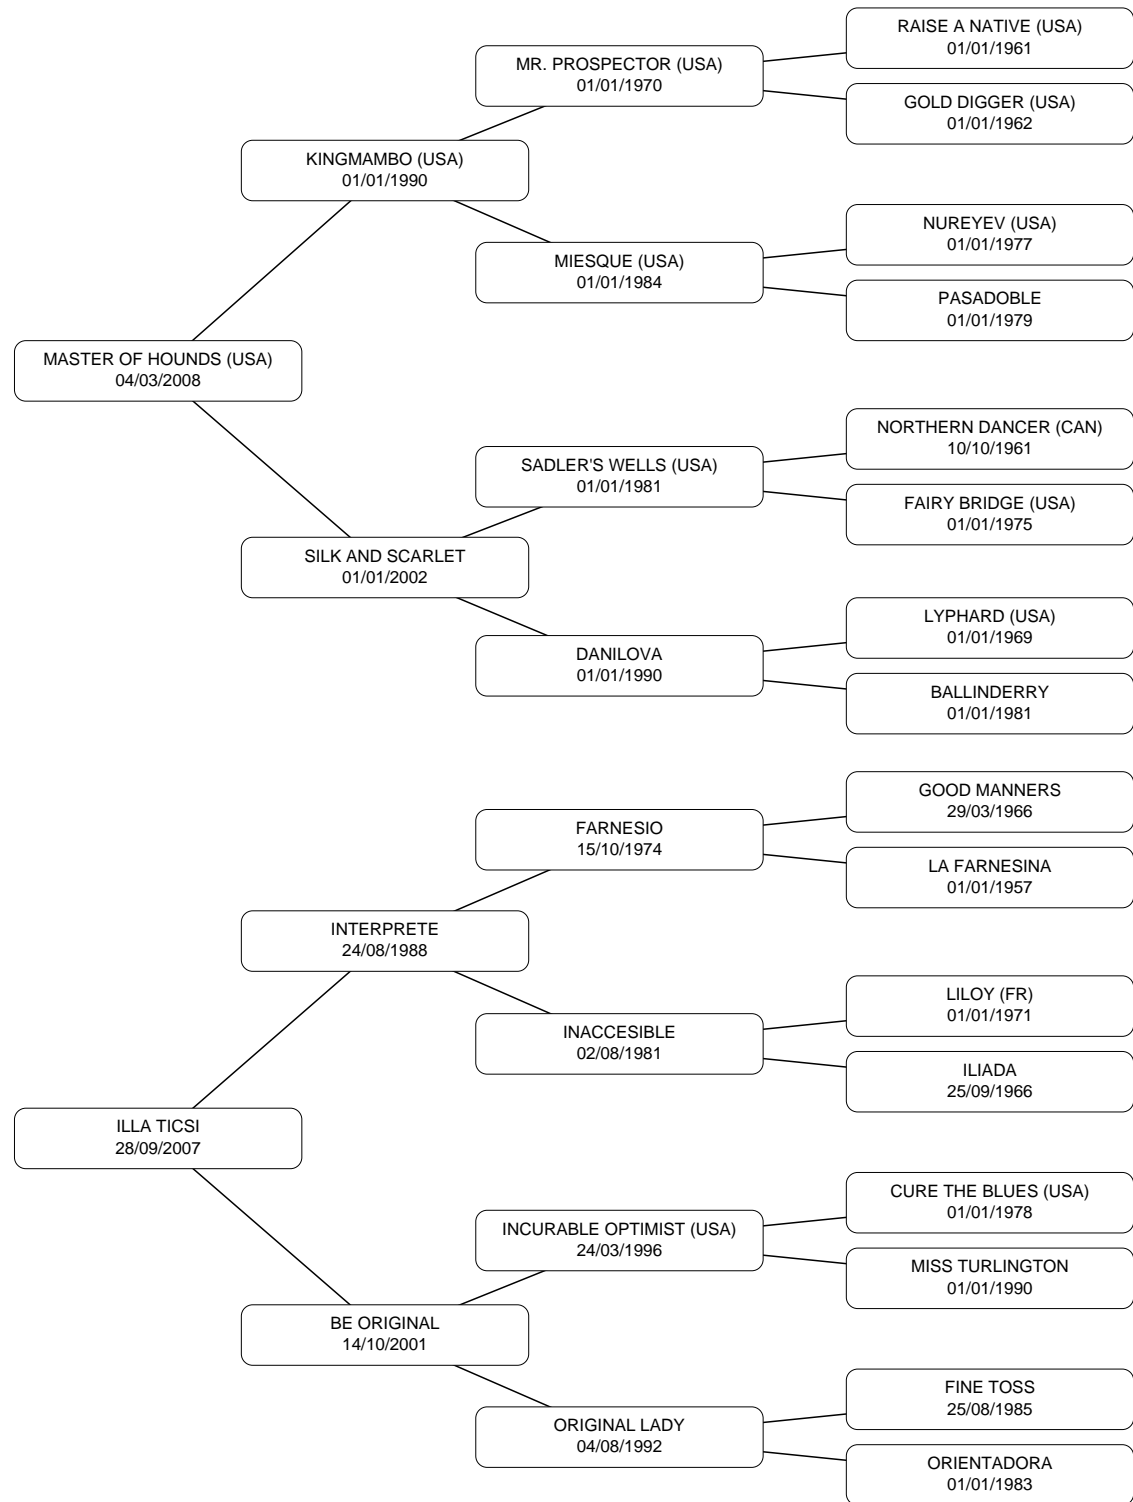 RAISE A NATIVE (USA)
01/01/1961
MR. PROSPECTOR (USA)
01/01/1970
GOLD DIGGER (USA)
01/01/1962
KINGMAMBO (USA)
01/01/1990
NUREYEV (USA)
01/01/1977
MIESQUE (USA)
01/01/1984
PASADOBLE
01/01/1979
MASTER OF HOUNDS (USA)
04/03/2008
NORTHERN DANCER (CAN)
10/10/1961
SADLER'S WELLS (USA)
01/01/1981
FAIRY BRIDGE (USA)
01/01/1975
SILK AND SCARLET
01/01/2002
LYPHARD (USA)
01/01/1969
DANILOVA
01/01/1990
BALLINDERRY
01/01/1981
GOOD MANNERS
29/03/1966
FARNESIO
15/10/1974
LA FARNESINA
01/01/1957
INTERPRETE
24/08/1988
LILOY (FR)
01/01/1971
INACCESIBLE
02/08/1981
ILIADA
25/09/1966
ILLA TICSI
28/09/2007
CURE THE BLUES (USA)
01/01/1978
INCURABLE OPTIMIST (USA)
24/03/1996
MISS TURLINGTON
01/01/1990
BE ORIGINAL
14/10/2001
FINE TOSS
25/08/1985
ORIGINAL LADY
04/08/1992
ORIENTADORA
01/01/1983